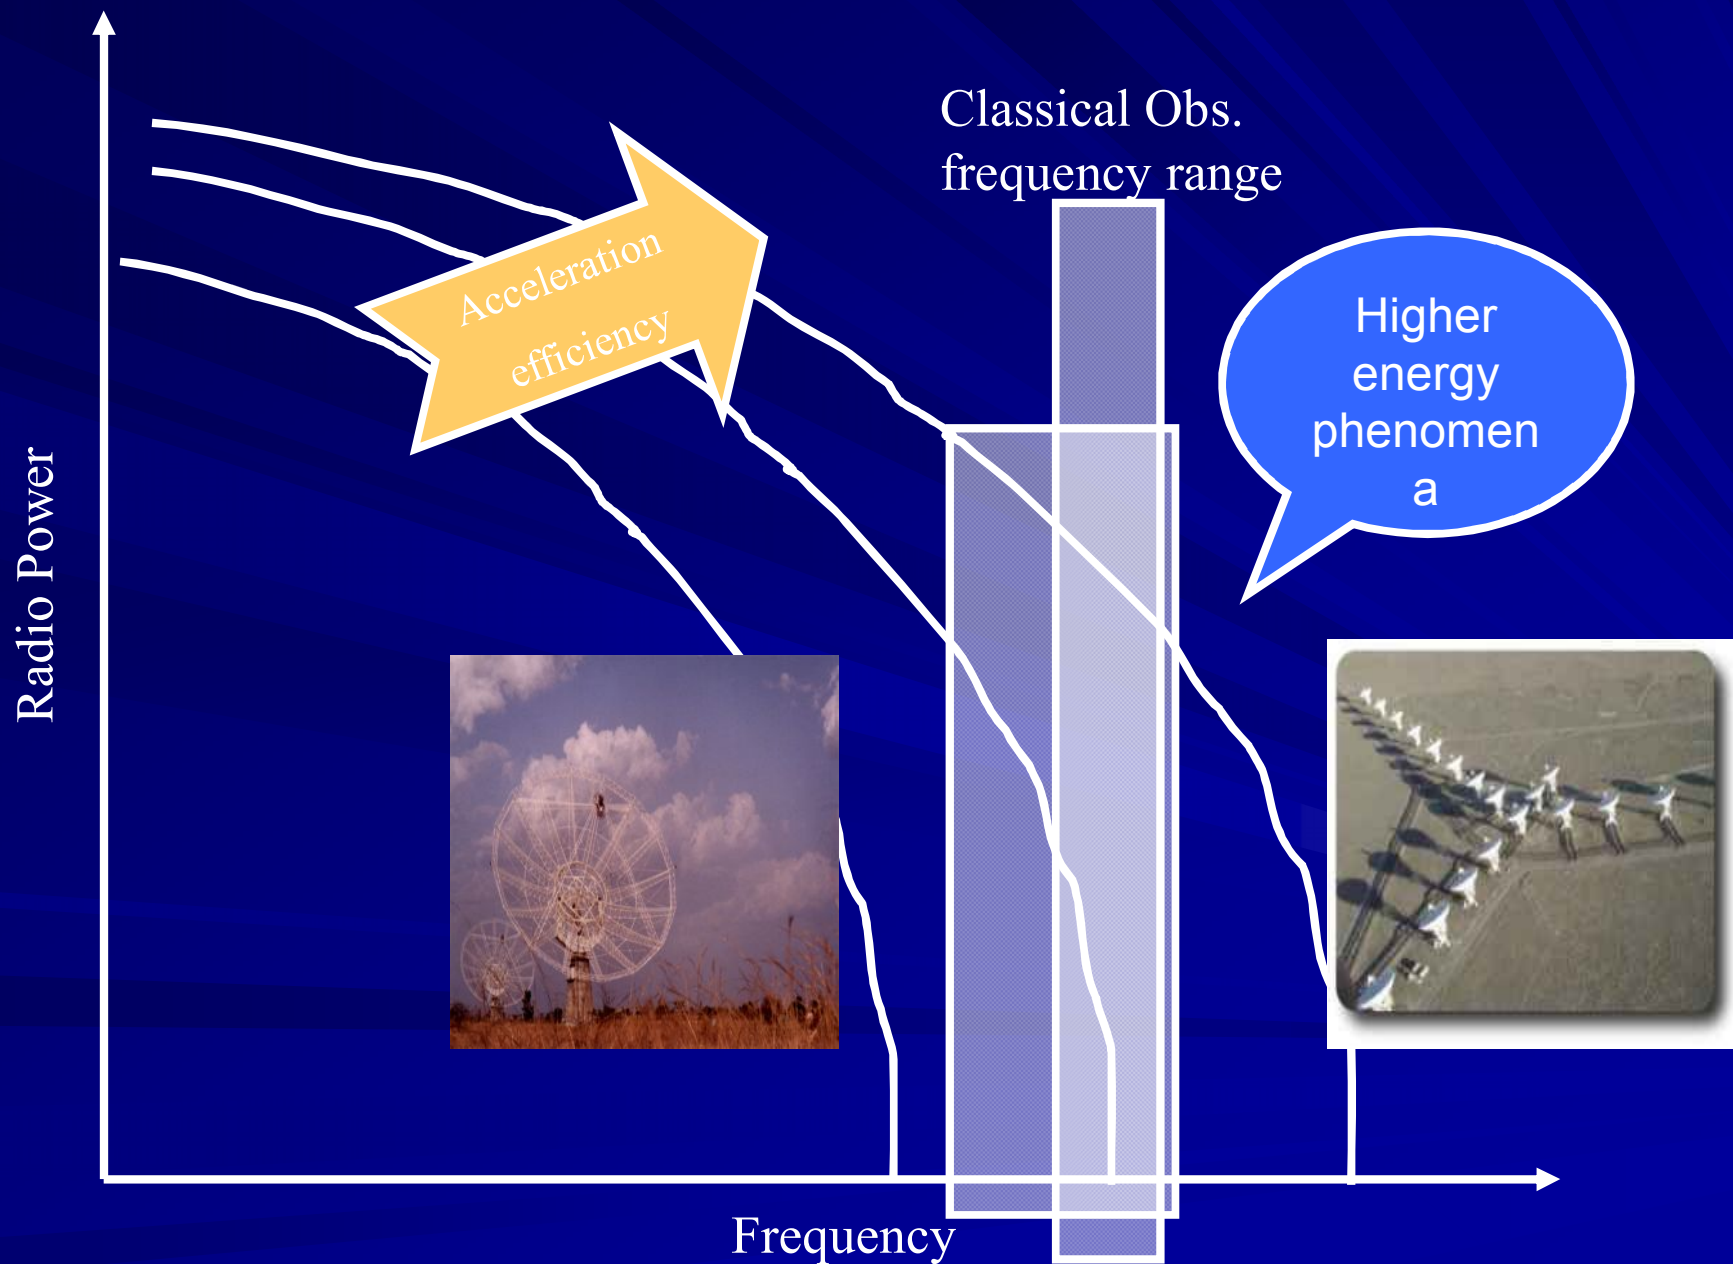 Classical Obs.
frequency range
Acceleration
efficiency
Higher
energy
phenomen
a
Radio Power
Frequency